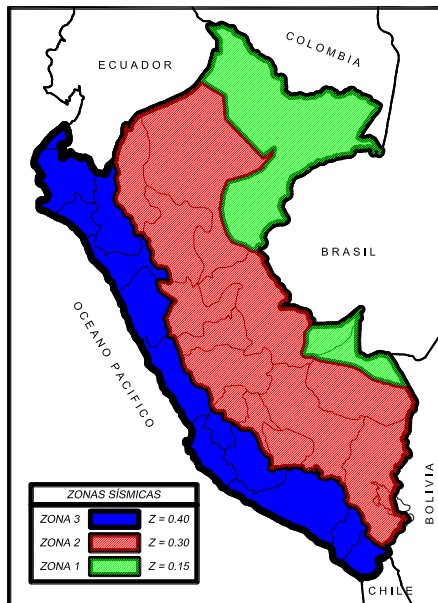 COLOMBIA
ECUADOR
BRASIL
OCEANO PACIFICO
BOLIVIA
CHILE
ZONAS SÍSMICAS
ZONA 3 Z = 0.40
ZONA 2 Z = 0.30
ZONA 1 Z = 0.15